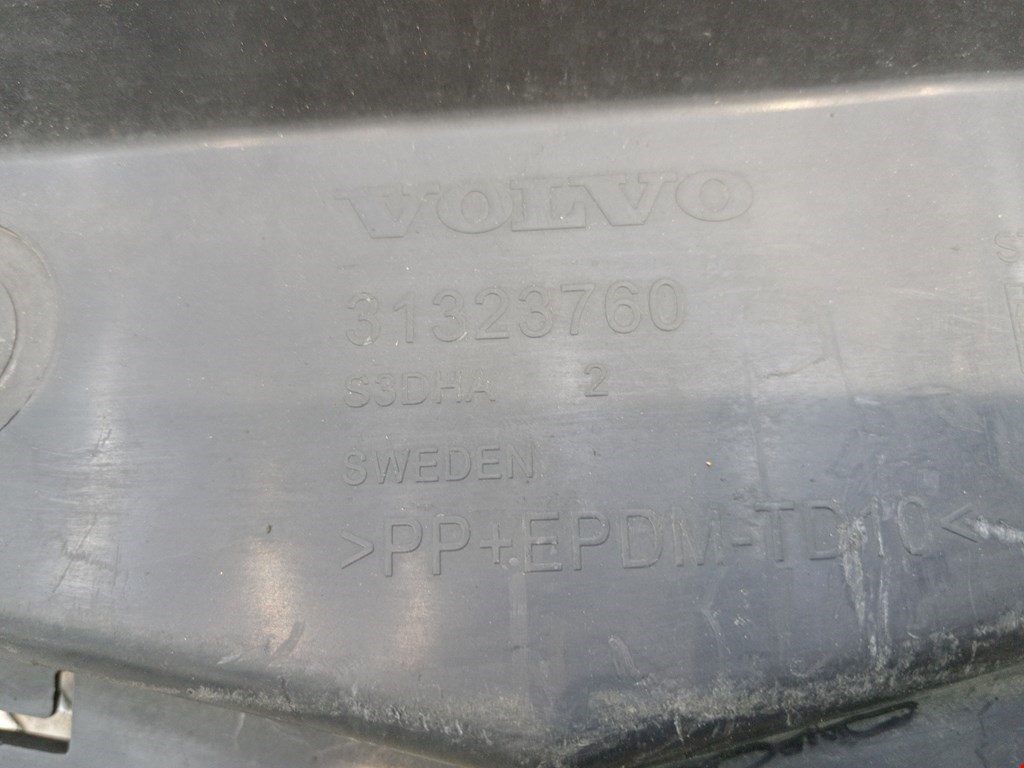 VOLVO
31323760
S3DHA 2
SWEDEN
>PP+EPDM-TD10<